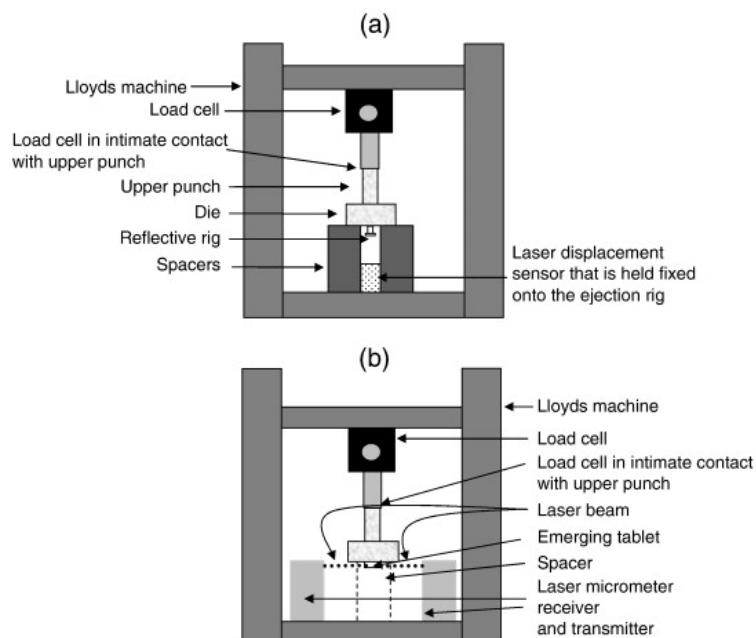 (a)
Lloyds machine
Load cell
Load cell in intimate contact
with upper punch
Upper punch
Die
Reflective rig
Spacers
Laser displacement
sensor that is held fixed
onto the ejection rig
(b)
Lloyds machine
Load cell
Load cell in intimate contact
with upper punch
Laser beam
Emerging tablet
Spacer
Laser micrometer
receiver
and transmitter